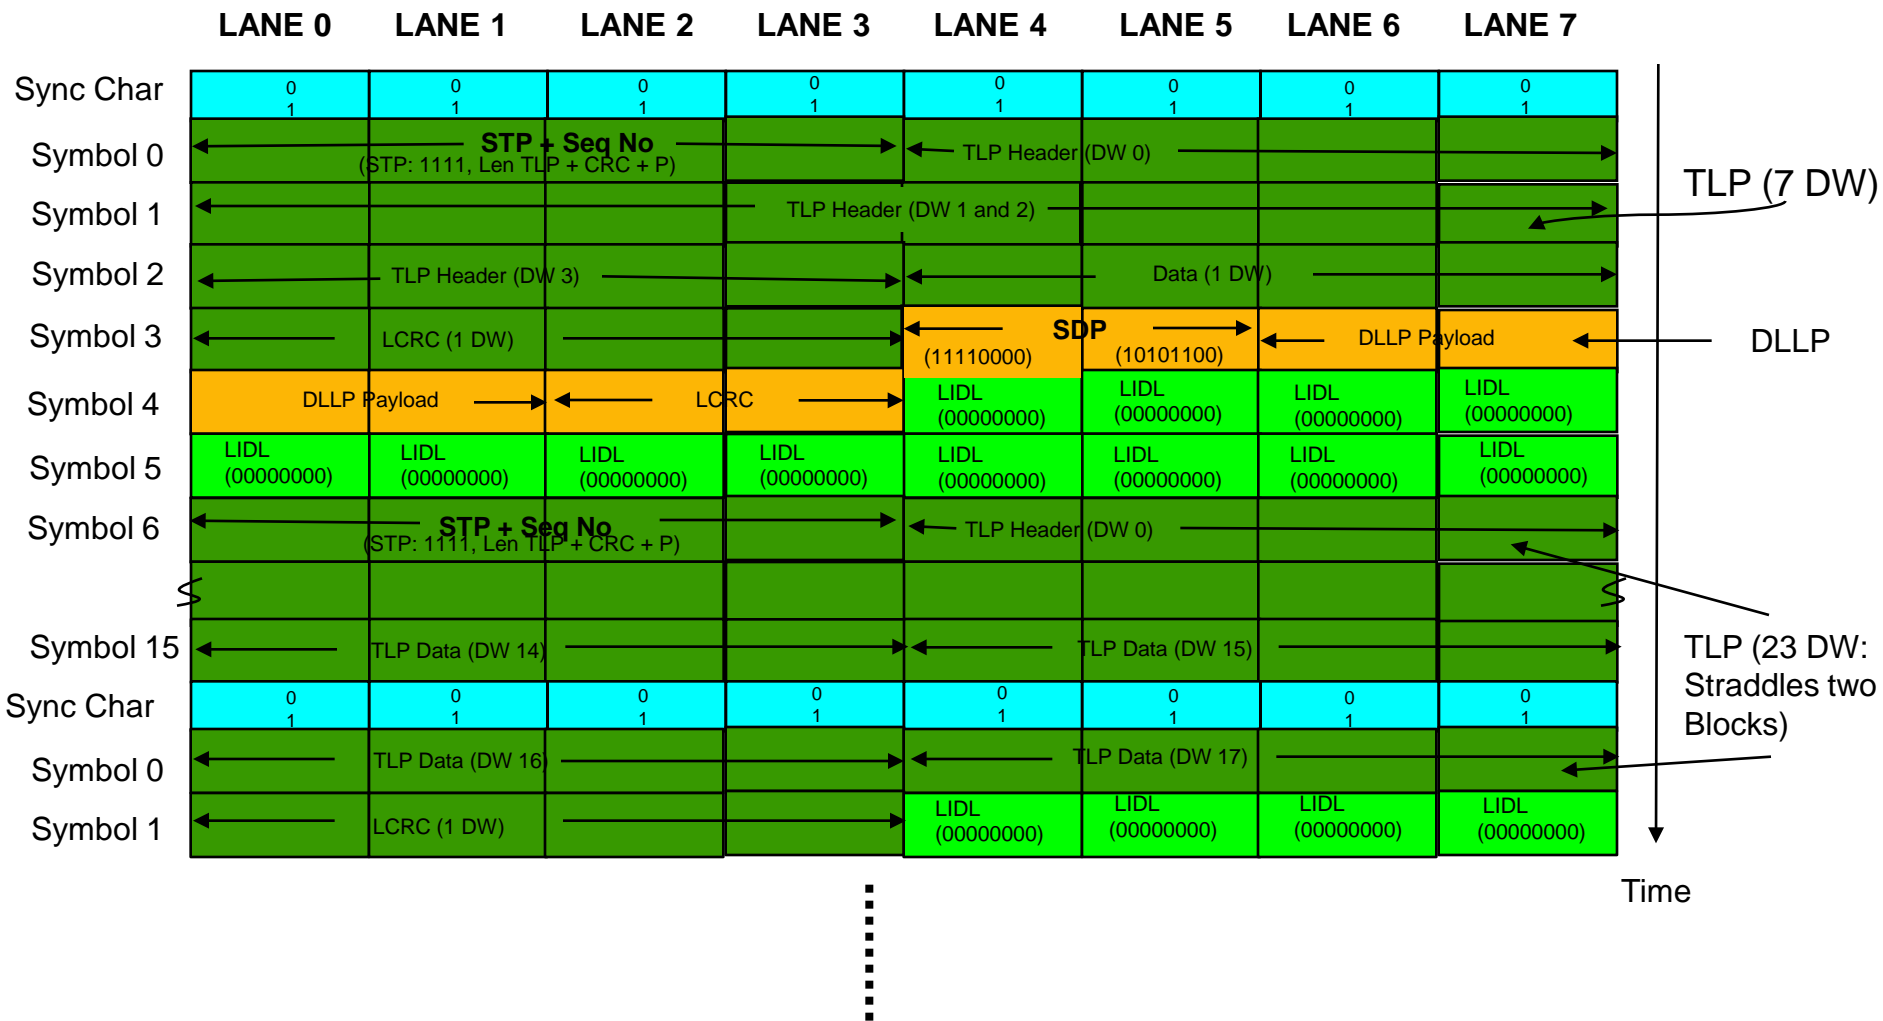 LANE 0 LANE 1 LANE 2 LANE 3 LANE 4 LANE 5 LANE 6 LANE 7
Sync Char 0 0 0 0 0 0 0 0
1 1 1 1 1 1 1 1
Symbol 0 STP + Seq No TLP Header (DW 0)
(STP: 1111, Len TLP + CRC + P)
TLP (7 DW)
Symbol 1 TLP Header (DW 1 and 2)
Symbol 2 TLP Header (DW 3) Data (1 DW)
Symbol 3 LCRC (1 DW) SDP DLLP Payload DLLP
(11110000) (10101100)
Symbol 4 DLLP Payload LCRC LIDL LIDL LIDL LIDL
(00000000) (00000000) (00000000) (00000000)
Symbol 5 LIDL LIDL LIDL LIDL LIDL LIDL LIDL LIDL
(00000000) (00000000) (00000000) (00000000) (00000000) (00000000) (00000000) (00000000)
Symbol 6 STP + Seq No TLP Header (DW 0)
(STP: 1111, Len TLP + CRC + P)
Symbol 15 TLP Data (DW 14) TLP Data (DW 15)
TLP (23 DW:
Straddles two
Blocks)
Sync Char 0 0 0 0 0 0 0 0
1 1 1 1 1 1 1 1
Symbol 0 TLP Data (DW 16) TLP Data (DW 17)
Symbol 1 LCRC (1 DW) LIDL LIDL LIDL LIDL
(00000000) (00000000) (00000000) (00000000)
Time